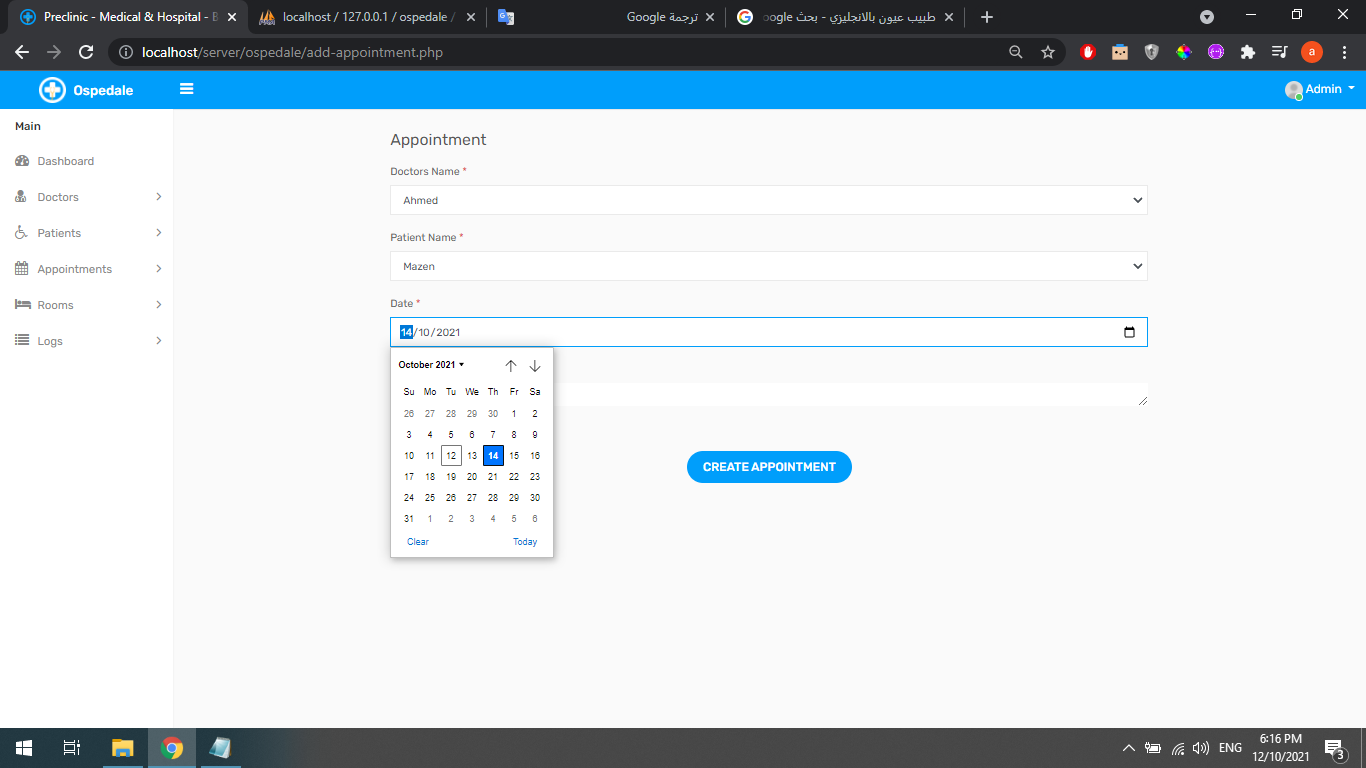 Preclinic - Medical & Hospital - B
localhost / 127.0.0.1 / ospedale /
ترجمة Google
طبيب عيون بالانجليزي - بحث oogle
localhost/server/ospedale/add-appointment.php
a
Ospedale
Admin
Main
Dashboard
Doctors
Patients
Appointments
Rooms
Logs
Appointment
Doctors Name *
Ahmed
Patient Name *
Mazen
Date *
14/10/2021
October 2021
Su Mo Tu We Th Fr Sa
26 27 28 29 30 1 2
3 4 5 6 7 8 9
10 11 12 13 14 15 16
17 18 19 20 21 22 23
24 25 26 27 28 29 30
31 1 2 3 4 5 6
Clear Today
CREATE APPOINTMENT
ENG
6:16 PM
12/10/2021
3